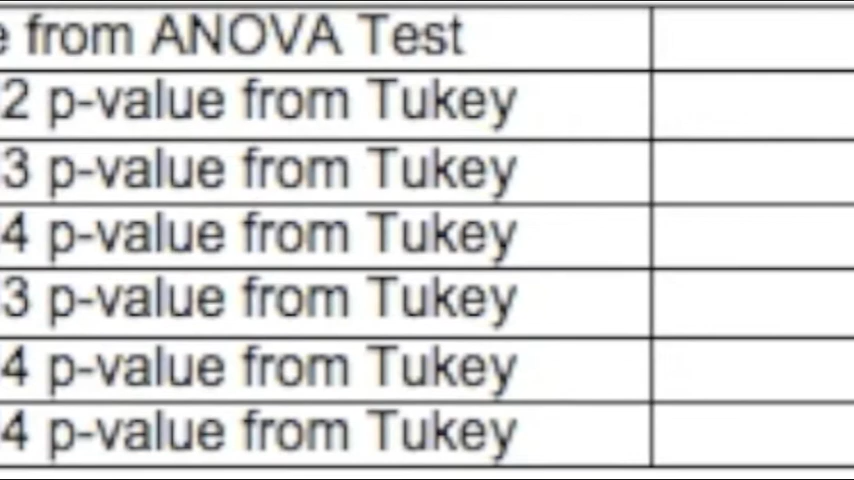 e from ANOVA Test
2 p-value from Tukey
3 p-value from Tukey
4 p-value from Tukey
3 p-value from Tukey
4 p-value from Tukey
4 p-value from Tukey